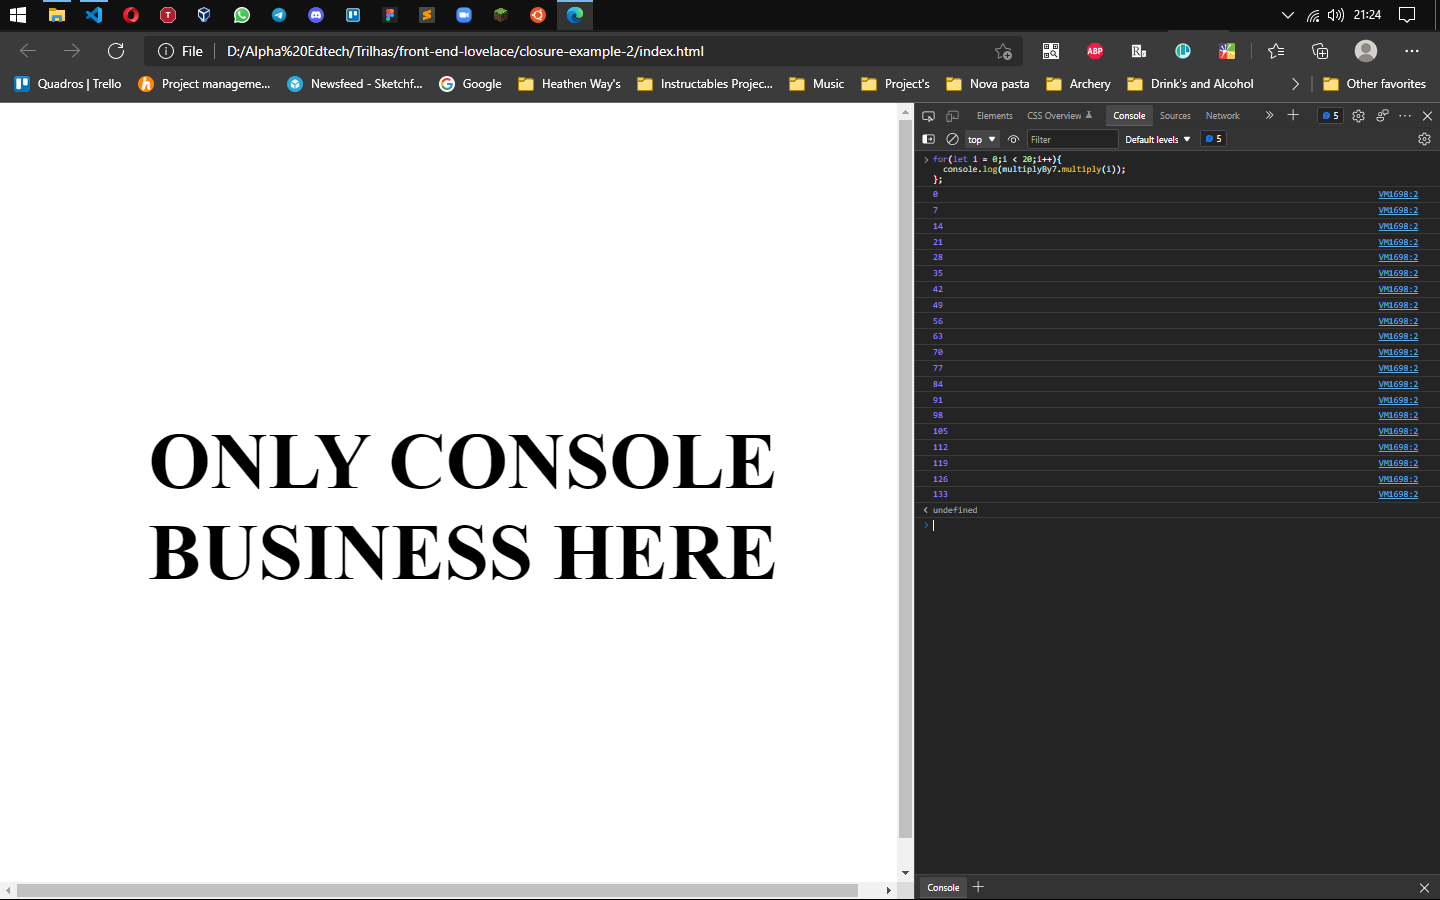 21:24
File
D:/Alpha%20Edtech/Trilhas/front-end-lovelace/closure-example-2/index.html
ABP
Quadros | Trello
Project manageme...
Newsfeed - Sketchf...
Google
Heathen Way's
Instructables Projec...
Music
Project's
Nova pasta
Archery
Drink's and Alcohol
Other favorites
ONLY CONSOLE
BUSINESS HERE
Elements
CSS Overview
Console
Sources
Network
5
top
Filter
Default levels
5
for(let i = 0;i < 20;i++){
console.log(multiplyBy7.multiply(i));
};
0 VM1698:2
7 VM1698:2
14 VM1698:2
21 VM1698:2
28 VM1698:2
35 VM1698:2
42 VM1698:2
49 VM1698:2
56 VM1698:2
63 VM1698:2
70 VM1698:2
77 VM1698:2
84 VM1698:2
91 VM1698:2
98 VM1698:2
105 VM1698:2
112 VM1698:2
119 VM1698:2
126 VM1698:2
133 VM1698:2
undefined
Console